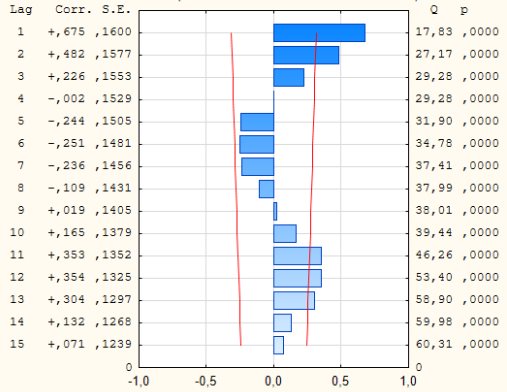 Lag Corr. S.E. Q p
1 +,675 ,1600 17,83 ,0000
2 +,482 ,1577 27,17 ,0000
3 +,226 ,1553 29,28 ,0000
4 -,002 ,1529 29,28 ,0000
5 -,244 ,1505 31,90 ,0000
6 -,251 ,1481 34,78 ,0000
7 -,236 ,1456 37,41 ,0000
8 -,109 ,1431 37,99 ,0000
9 +,019 ,1405 38,01 ,0000
10 +,165 ,1379 39,44 ,0000
11 +,353 ,1352 46,26 ,0000
12 +,354 ,1325 53,40 ,0000
13 +,304 ,1297 58,90 ,0000
14 +,132 ,1268 59,98 ,0000
15 +,071 ,1239 60,31 ,0000
0 0
-1,0 -0,5 0,0 0,5 1,0